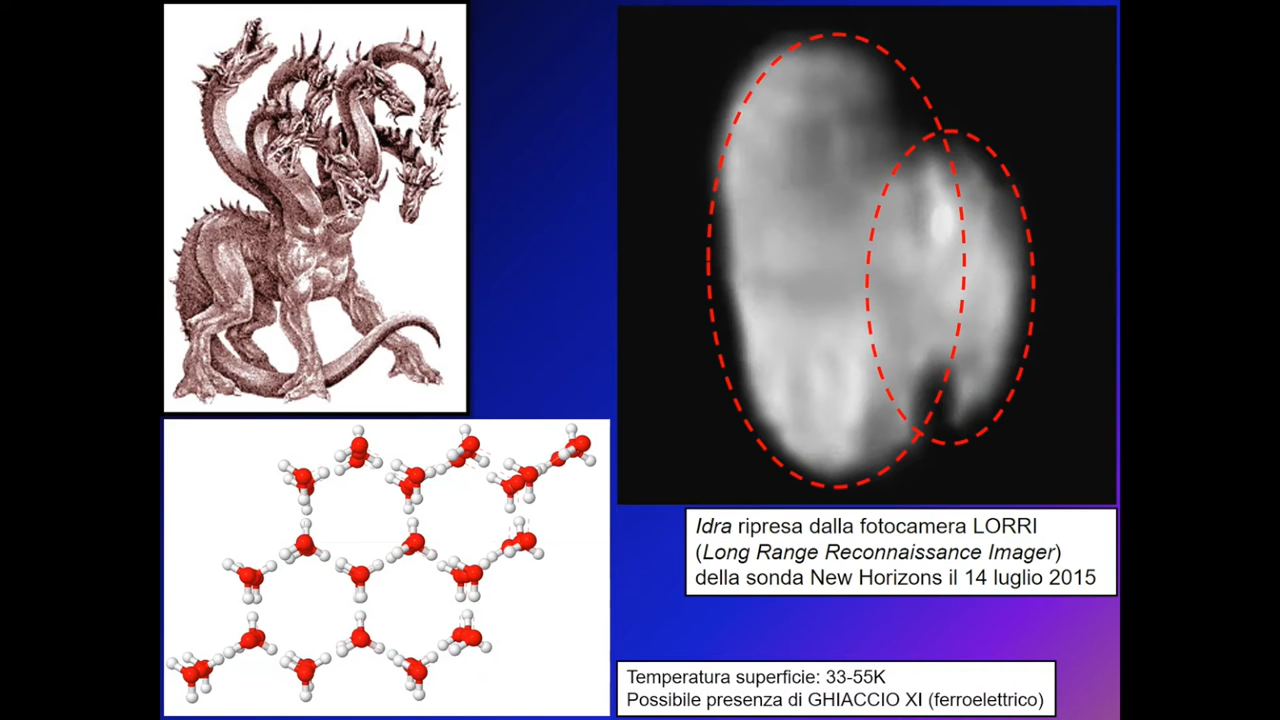 Idra ripresa dalla fotocamera LORRI
(Long Range Reconnaissance Imager)
della sonda New Horizons il 14 luglio 2015
Temperatura superficie: 33-55K
Possibile presenza di GHIACCIO XI (ferroelettrico)